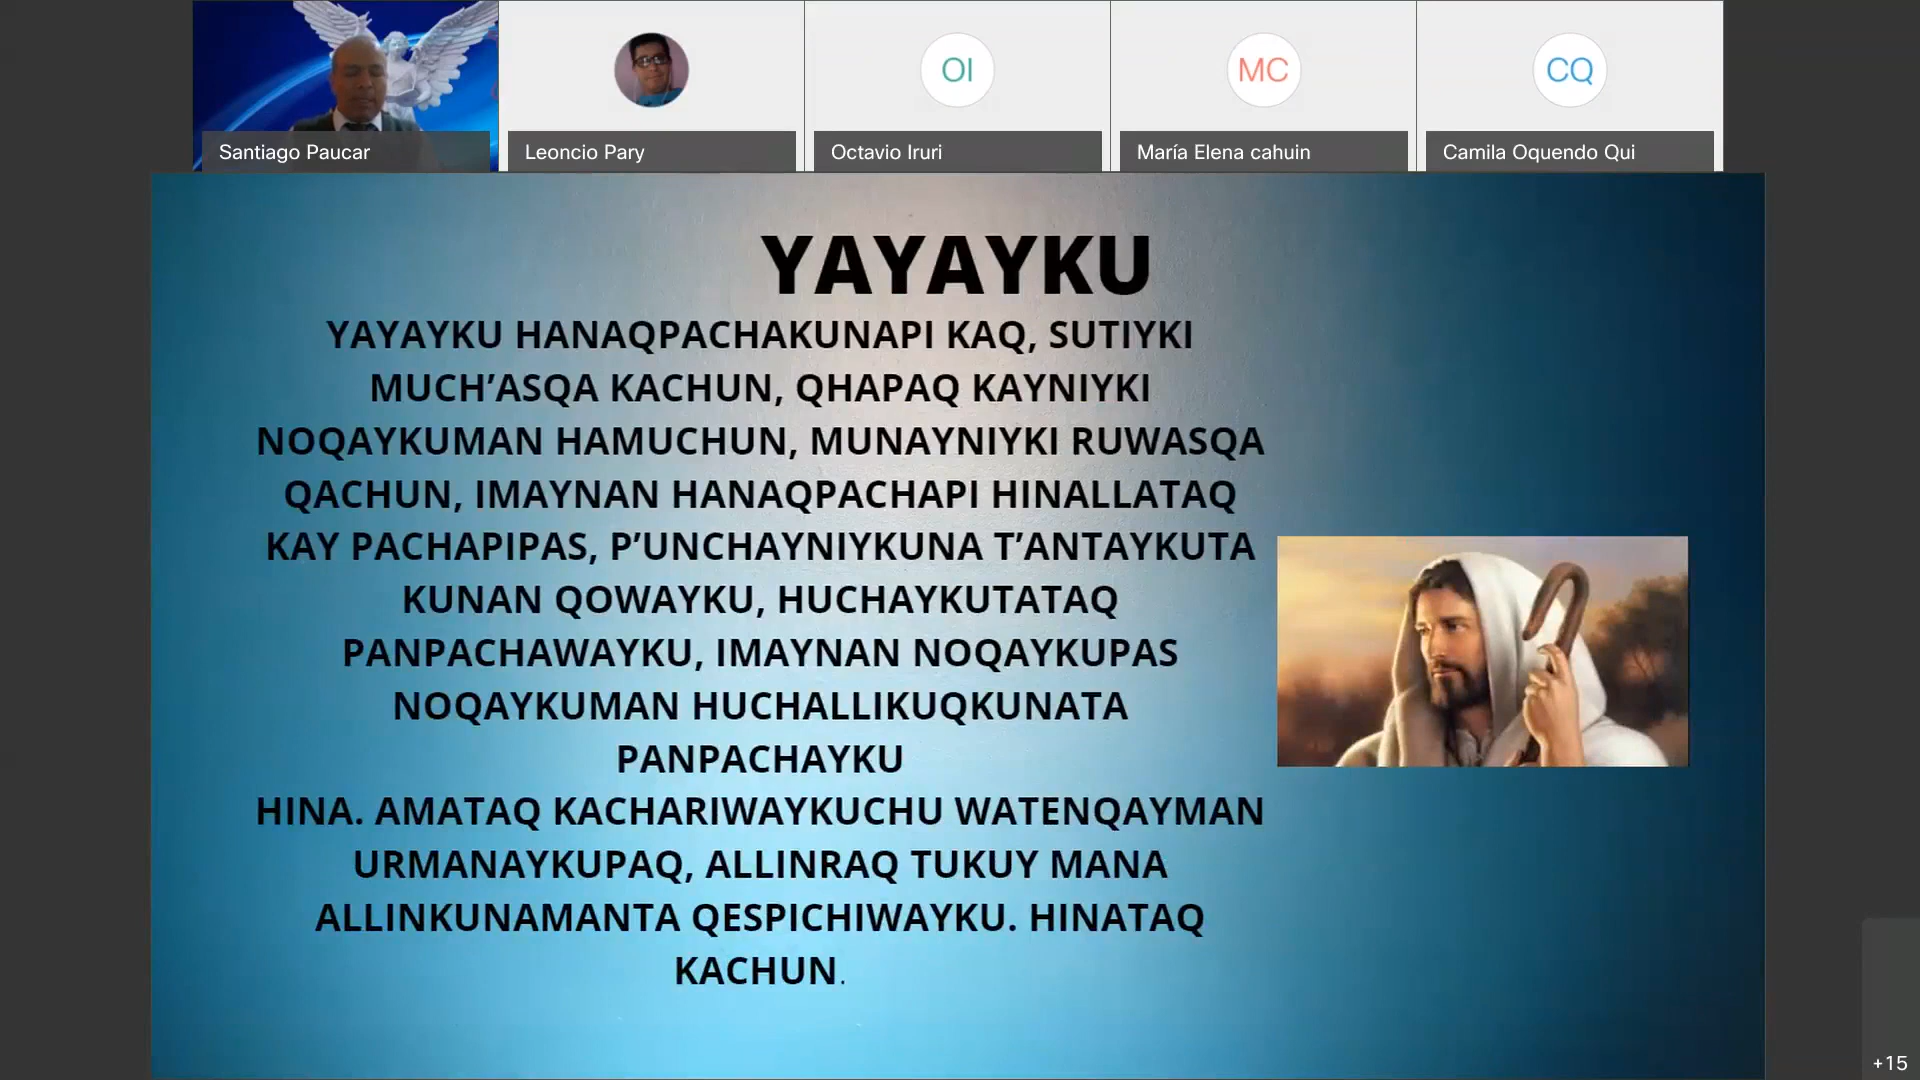 OI
MC
CQ
Santiago Paucar
Leoncio Pary
Octavio Iruri
María Elena cahuin
Camila Oquendo Qui
YAYAYKU
YAYAYKU HANAQPACHAKUNAPI KAQ, SUTIYKI
MUCH’ASQA KACHUN, QHAPAQ KAYNIYKI
NOQAYKUMAN HAMUCHUN, MUNAYNIYKI RUWASQA
QACHUN, IMAYNAN HANAQPACHAPI HINALLATAQ
KAY PACHAPIPAS, P’UNCHAYNIYKUNA T’ANTAYKUTA
KUNAN QOWAYKU, HUCHAYKUTATAQ
PANPACHAWAYKU, IMAYNAN NOQAYKUPAS
NOQAYKUMAN HUCHALLIKUQKUNATA
PANPACHAYKU
HINA. AMATAQ KACHARIWAYKUCHU WATENQAYMAN
URMANAYKUPAQ, ALLINRAQ TUKUY MANA
ALLINKUNAMANTA QESPICHIWAYKU. HINATAQ
KACHUN.
+15